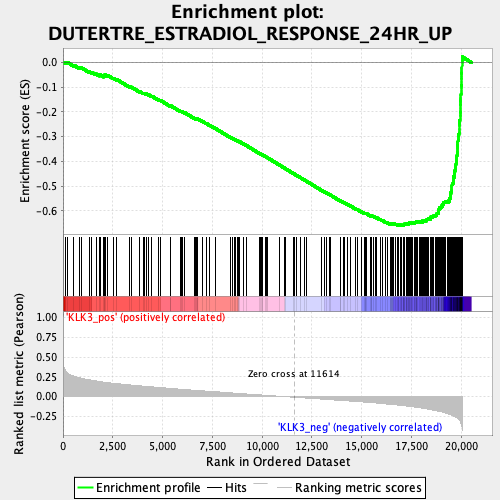 Enrichment plot:
DUTERTRE_ESTRADIOL_RESPONSE_24HR_UP
Enrichment score (ES)
0.0
-0.1
-0.2
-0.3
-0.4
-0.5
-0.6
Ranked list metric (Pearson)
1.00
0.75
0.50
0.25
0.00
-0.25
'KLK3_pos' (positively correlated)
Zero cross at 11614
'KLK3_neg' (negatively correlated)
0
2,500
5,000
7,500
10,000
12,500
15,000
17,500
20,000
Rank in Ordered Dataset
Enrichment profile
Hits
Ranking metric scores